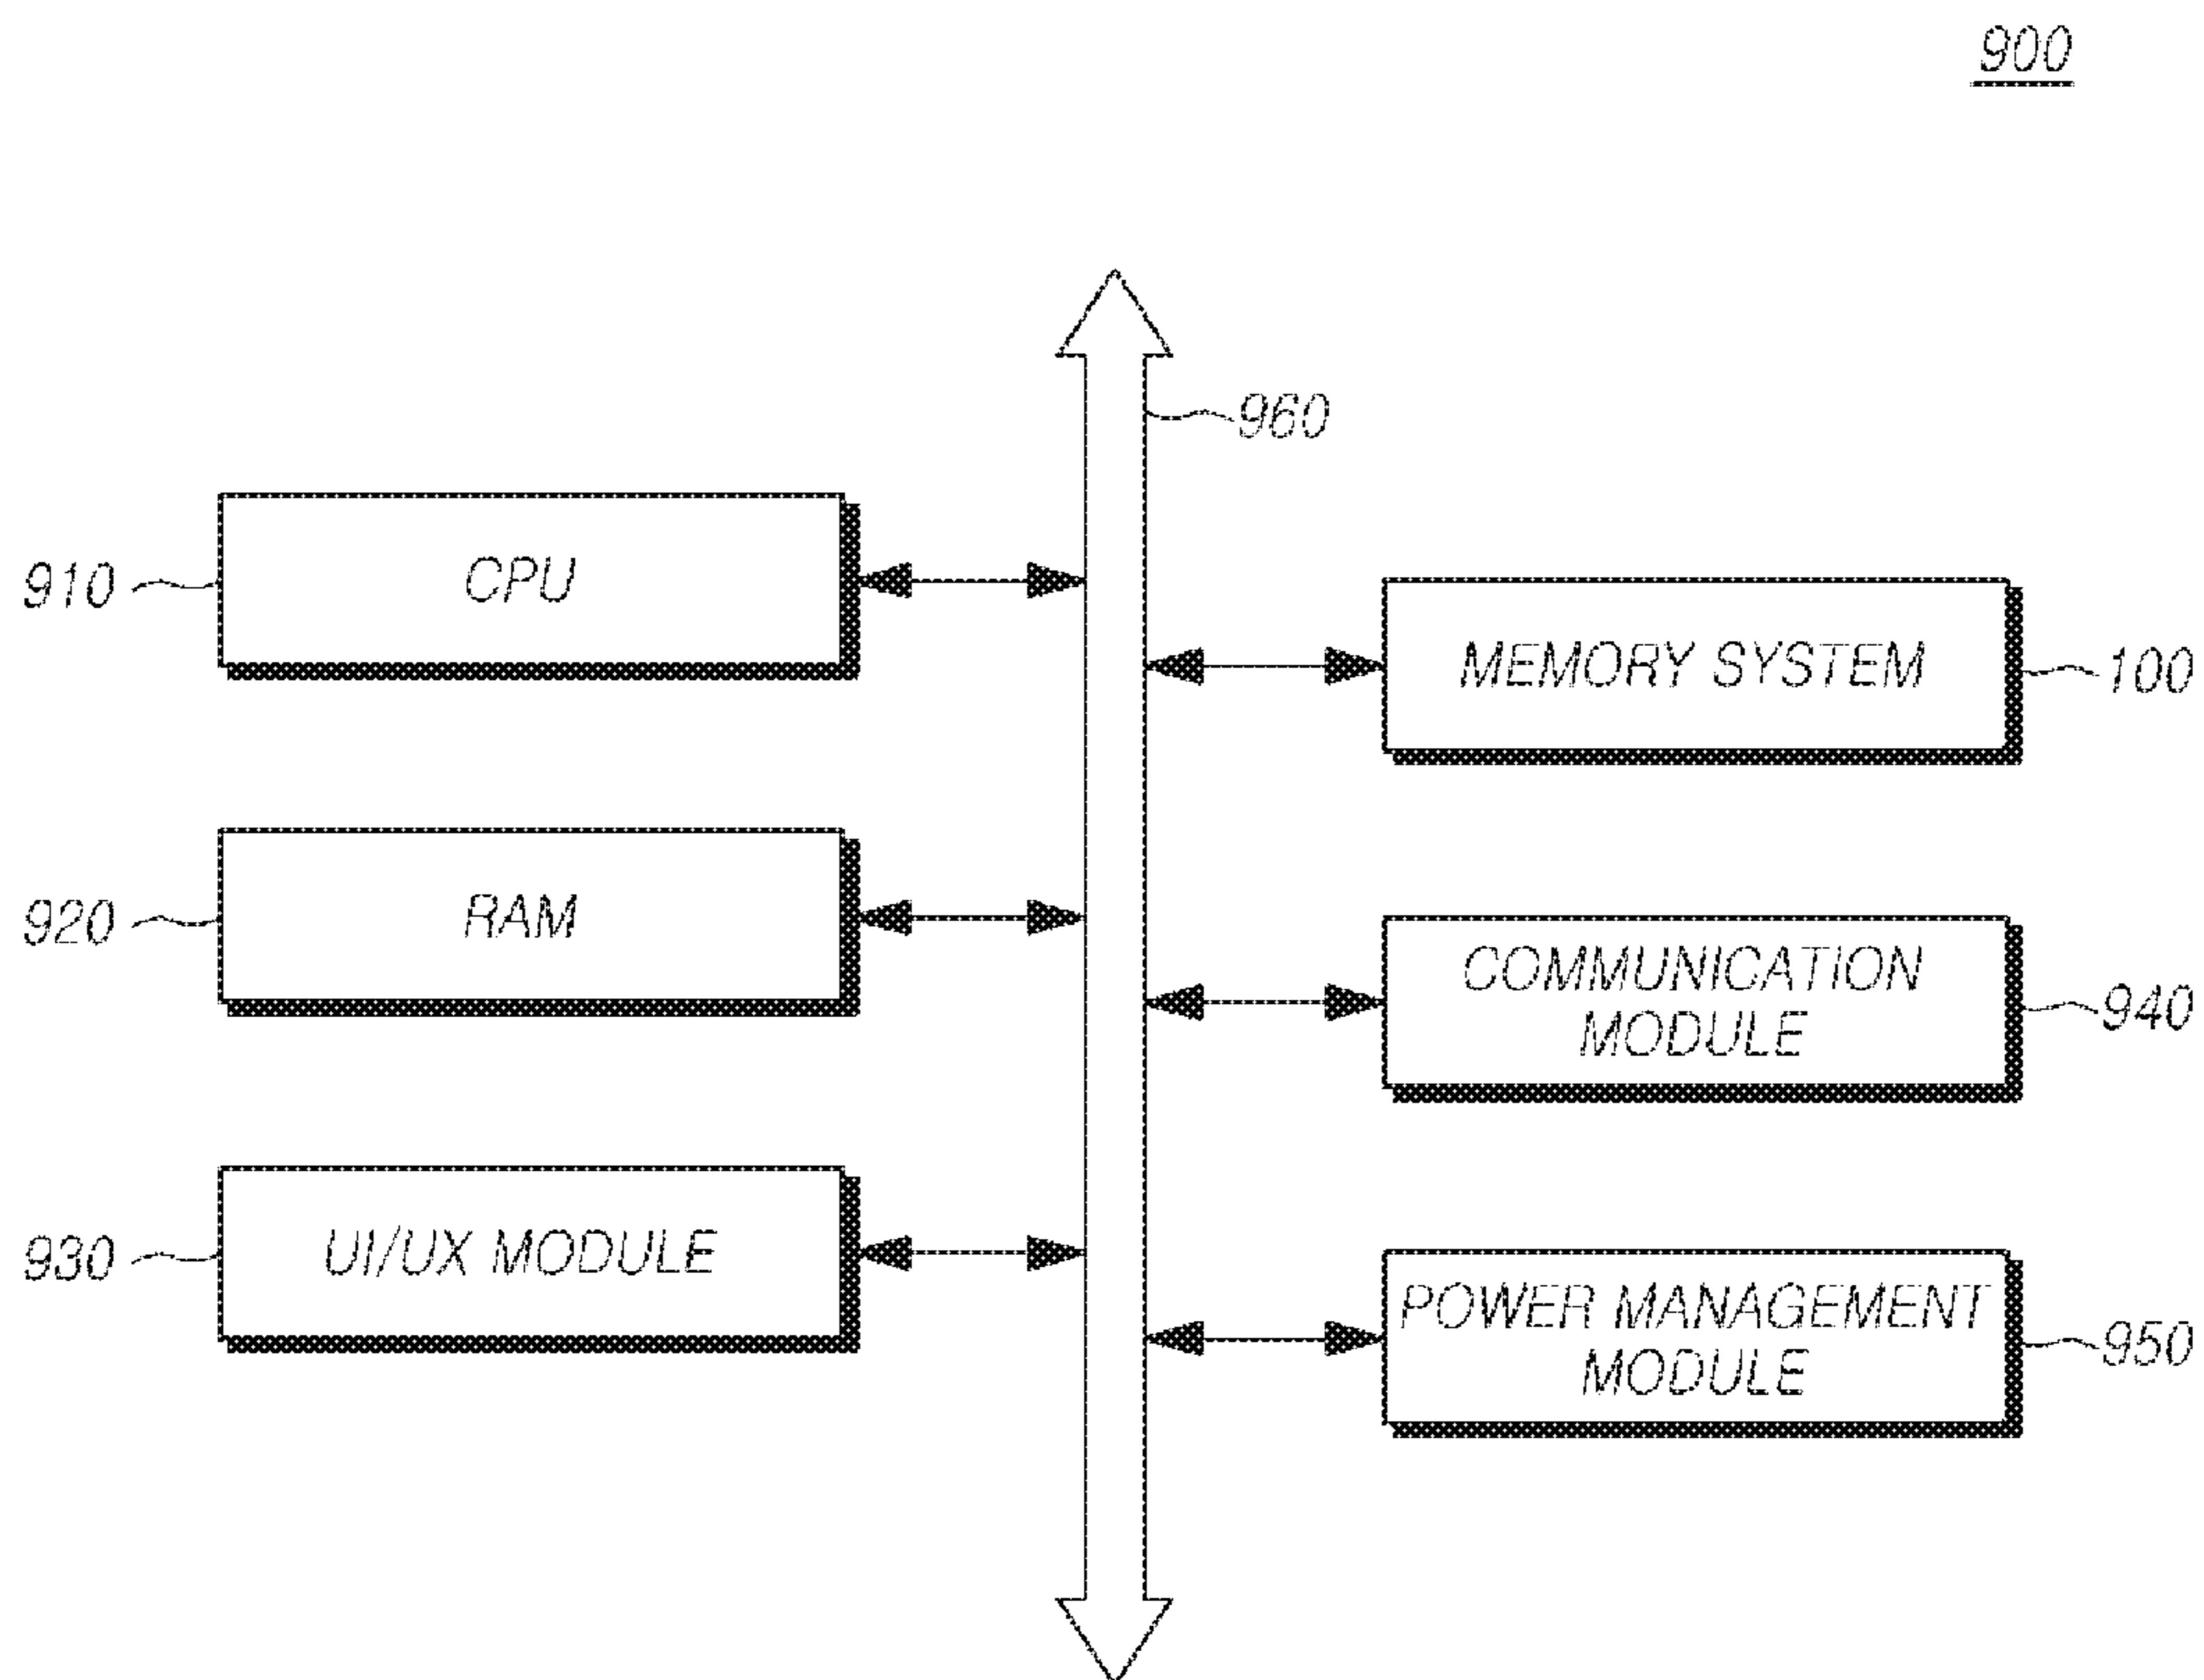 900
960
910
CPU
MEMORY SYSTEM
100
920
RAM
COMMUNICATION
MODULE
940
930
UI/UX MODULE
POWER MANAGEMENT
MODULE
950